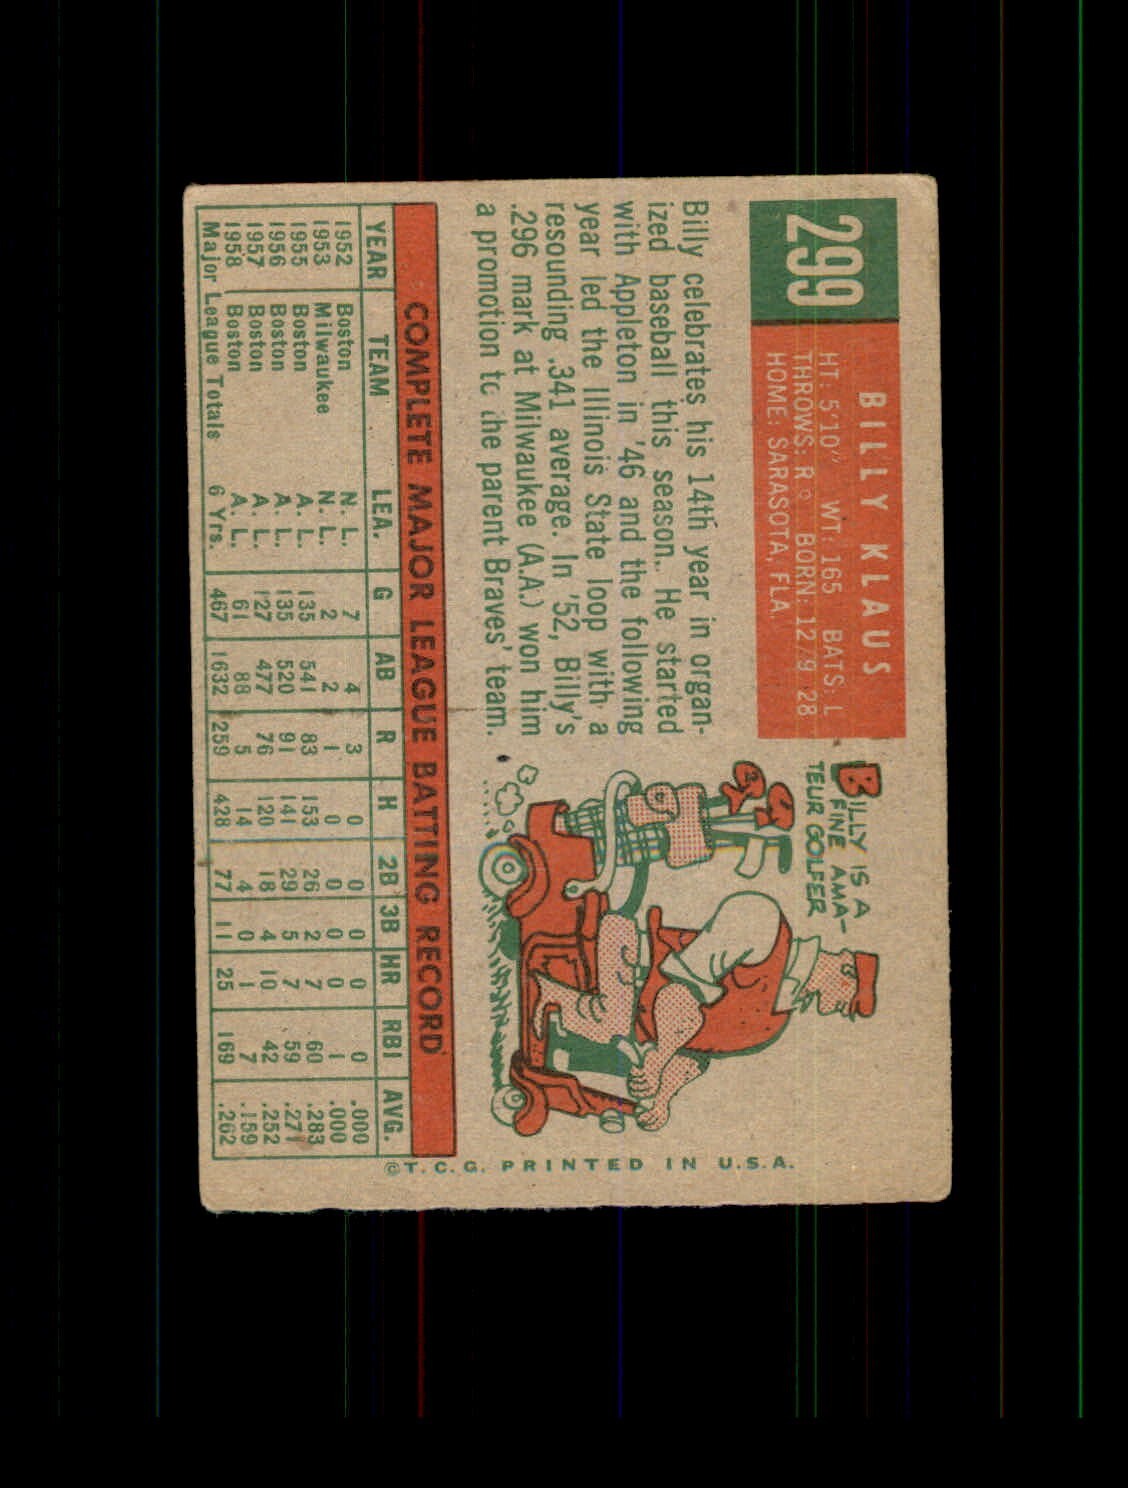 299
BILLY KLAUS
HT: 5'10" WT: 165 BATS: L
THROWS: R BORN: 12/9/28
HOME: SARASOTA, FLA.
Billy celebrates his 14th year in organ-
ized baseball this season. He started
with Appleton in '46 and the following
year led the Illinois State loop with a
resounding .341 average. In '52, Billy's
.296 mark at Milwaukee (A.A.) won him
a promotion to the parent Braves' team.
BILLY IS A
FINE AMA-
TEUR GOLFER
COMPLETE MAJOR LEAGUE BATTING RECORD
YEAR TEAM LEA. G AB R H 2B 3B HR RBI AVG.
1952 Boston N. L. 7 4 3 0 0 0 0 0 .000
1953 Milwaukee N. L. 2 2 1 0 0 0 0 1 .000
1955 Boston A. L. 135 541 83 153 26 2 7 60 .283
1956 Boston A. L. 135 520 91 141 29 5 7 59 .271
1957 Boston A. L. 127 477 76 120 18 4 10 42 .252
1958 Boston A. L. 61 88 5 14 4 0 1 7 .159
Major League Totals 6 Yrs. 467 1632 259 428 77 11 25 169 .262
©T.C.G. PRINTED IN U.S.A.